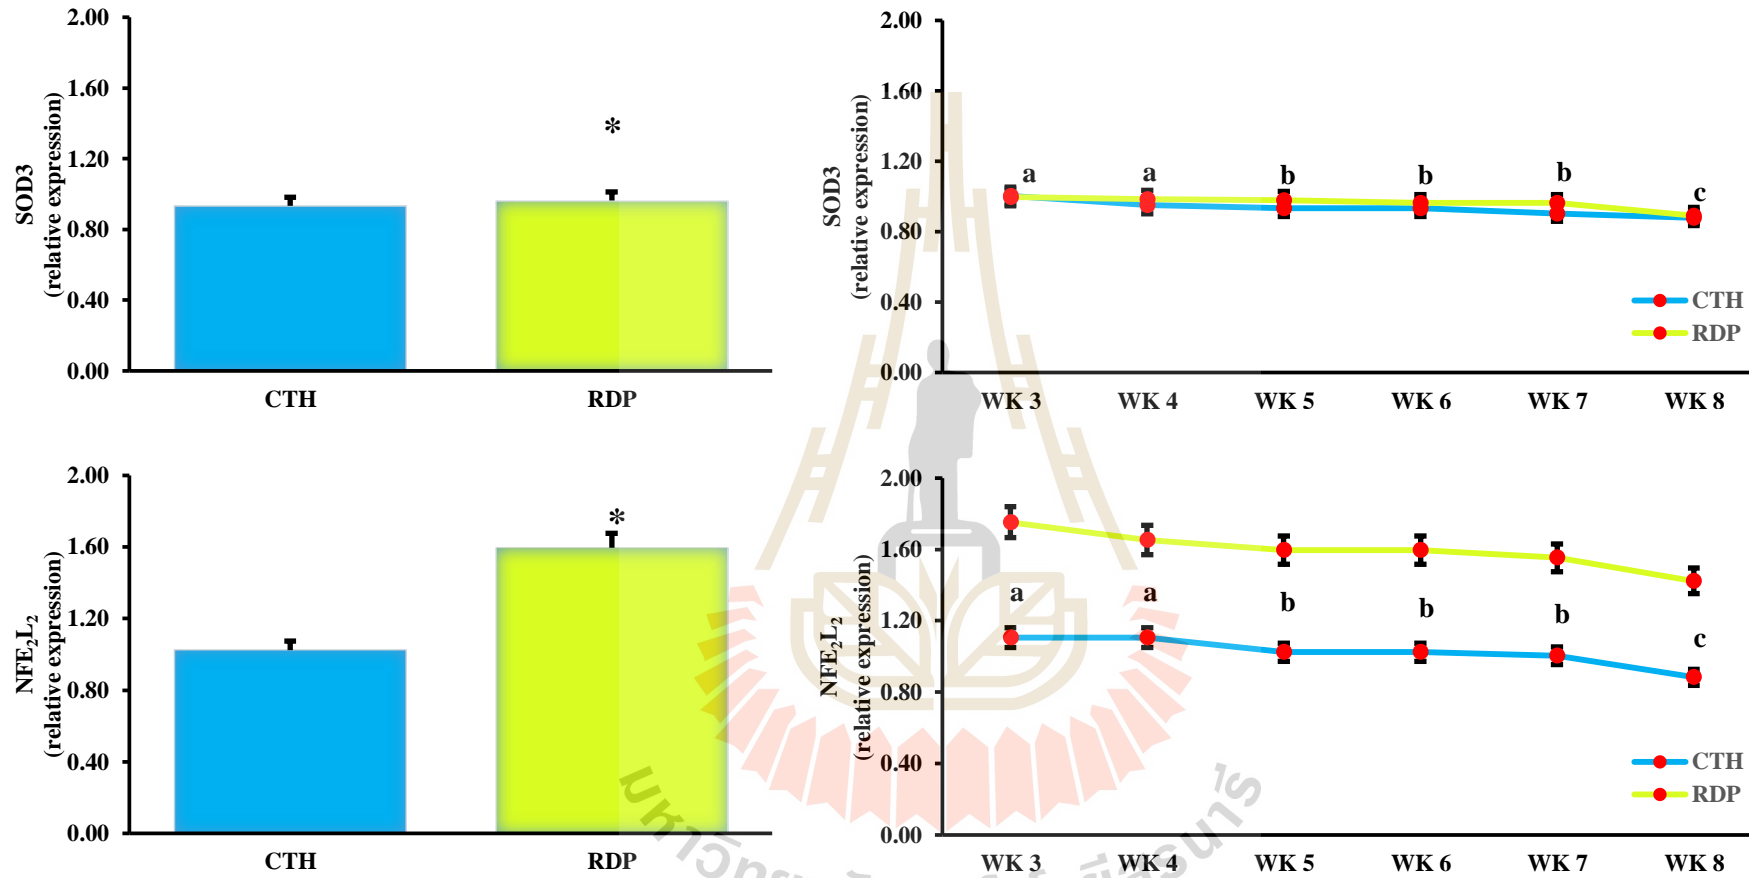 2.00
1.60
1.20
0.80
0.40
0.00
SOD3
(relative expression)
*
CTH
RDP
2.00
1.60
1.20
0.80
0.40
0.00
SOD3
(relative expression)
a a b b b c
CTH
RDP
WK 3 WK 4 WK 5 WK 6 WK 7 WK 8
2.00
1.60
1.20
0.80
0.40
0.00
NFE₂L₂
(relative expression)
*
CTH
RDP
2.00
1.60
1.20
0.80
0.40
0.00
NFE₂L₂
(relative expression)
a a b b b c
CTH
RDP
WK 3 WK 4 WK 5 WK 6 WK 7 WK 8